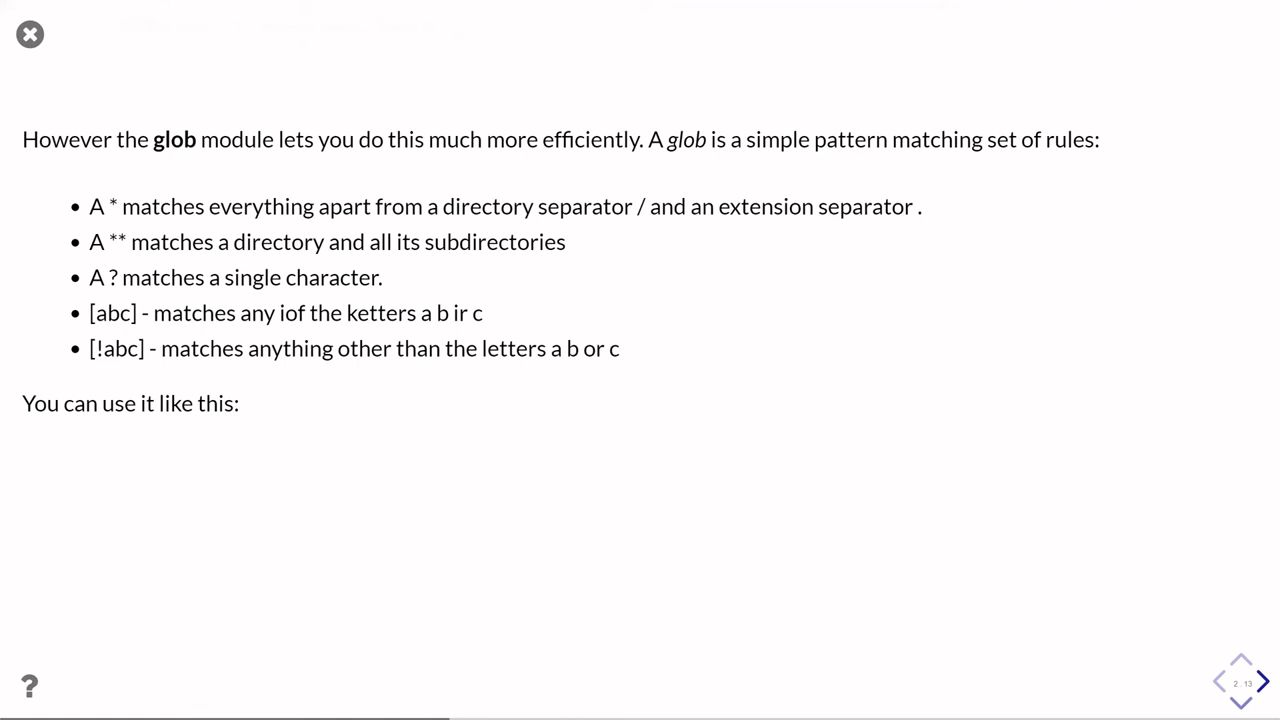 However the glob module lets you do this much more efficiently. A glob is a simple pattern matching set of rules:
• A * matches everything apart from a directory separator / and an extension separator .
• A ** matches a directory and all its subdirectories
• A ? matches a single character.
• [abc] - matches any iof the ketters a b ir c
• [!abc] - matches anything other than the letters a b or c
You can use it like this:
?
2 . 13